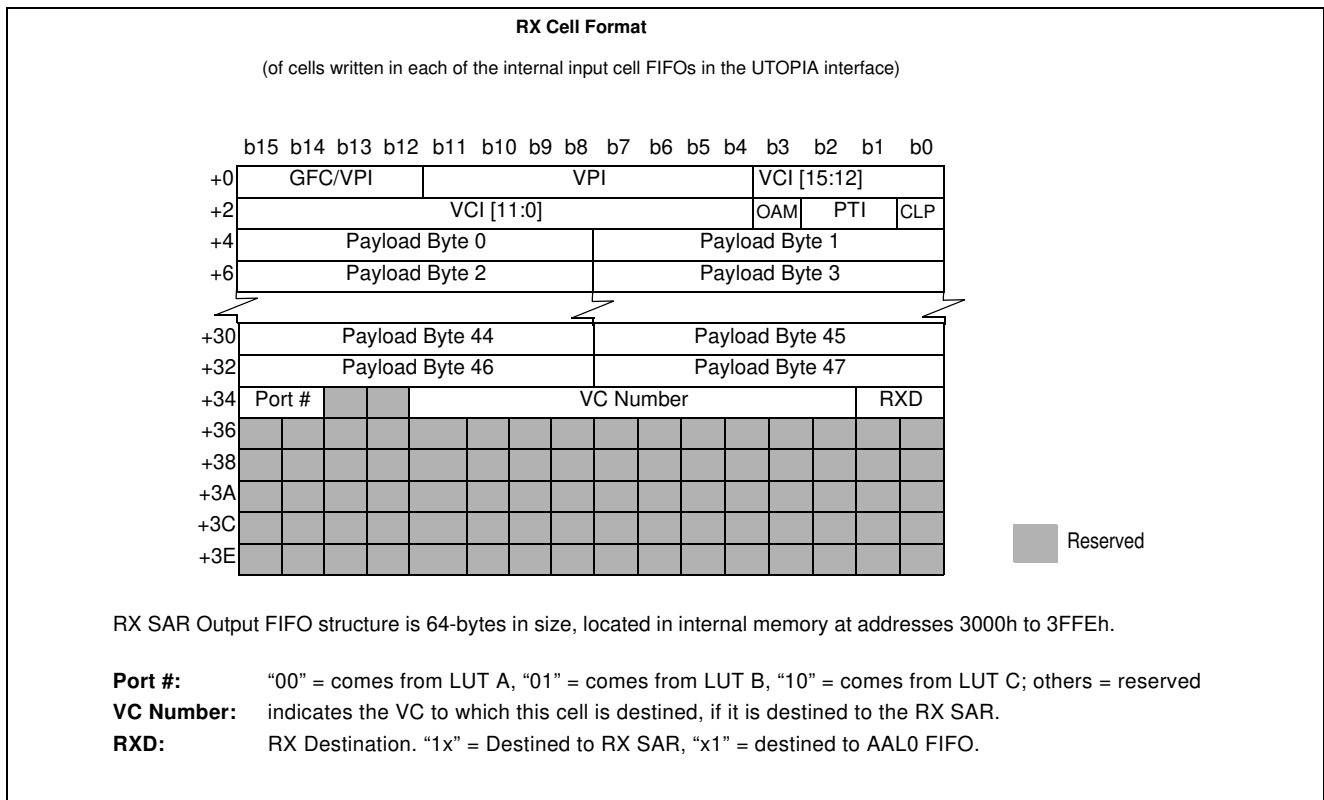 RX Cell Format
(of cells written in each of the internal input cell FIFOs in the UTOPIA interface)
b15 b14 b13 b12 b11 b10 b9 b8 b7 b6 b5 b4 b3 b2 b1 b0
+0 GFC/VPI VPI VCI [15:12]
+2 VCI [11:0] OAM PTI CLP
+4 Payload Byte 0 Payload Byte 1
+6 Payload Byte 2 Payload Byte 3
+30 Payload Byte 44 Payload Byte 45
+32 Payload Byte 46 Payload Byte 47
+34 Port # VC Number RXD
+36
+38
+3A
+3C
+3E
Reserved
RX SAR Output FIFO structure is 64-bytes in size, located in internal memory at addresses 3000h to 3FFEh.
Port #: “00” = comes from LUT A, “01” = comes from LUT B, “10” = comes from LUT C; others = reserved
VC Number: indicates the VC to which this cell is destined, if it is destined to the RX SAR.
RXD: RX Destination. “1x” = Destined to RX SAR, “x1” = destined to AAL0 FIFO.